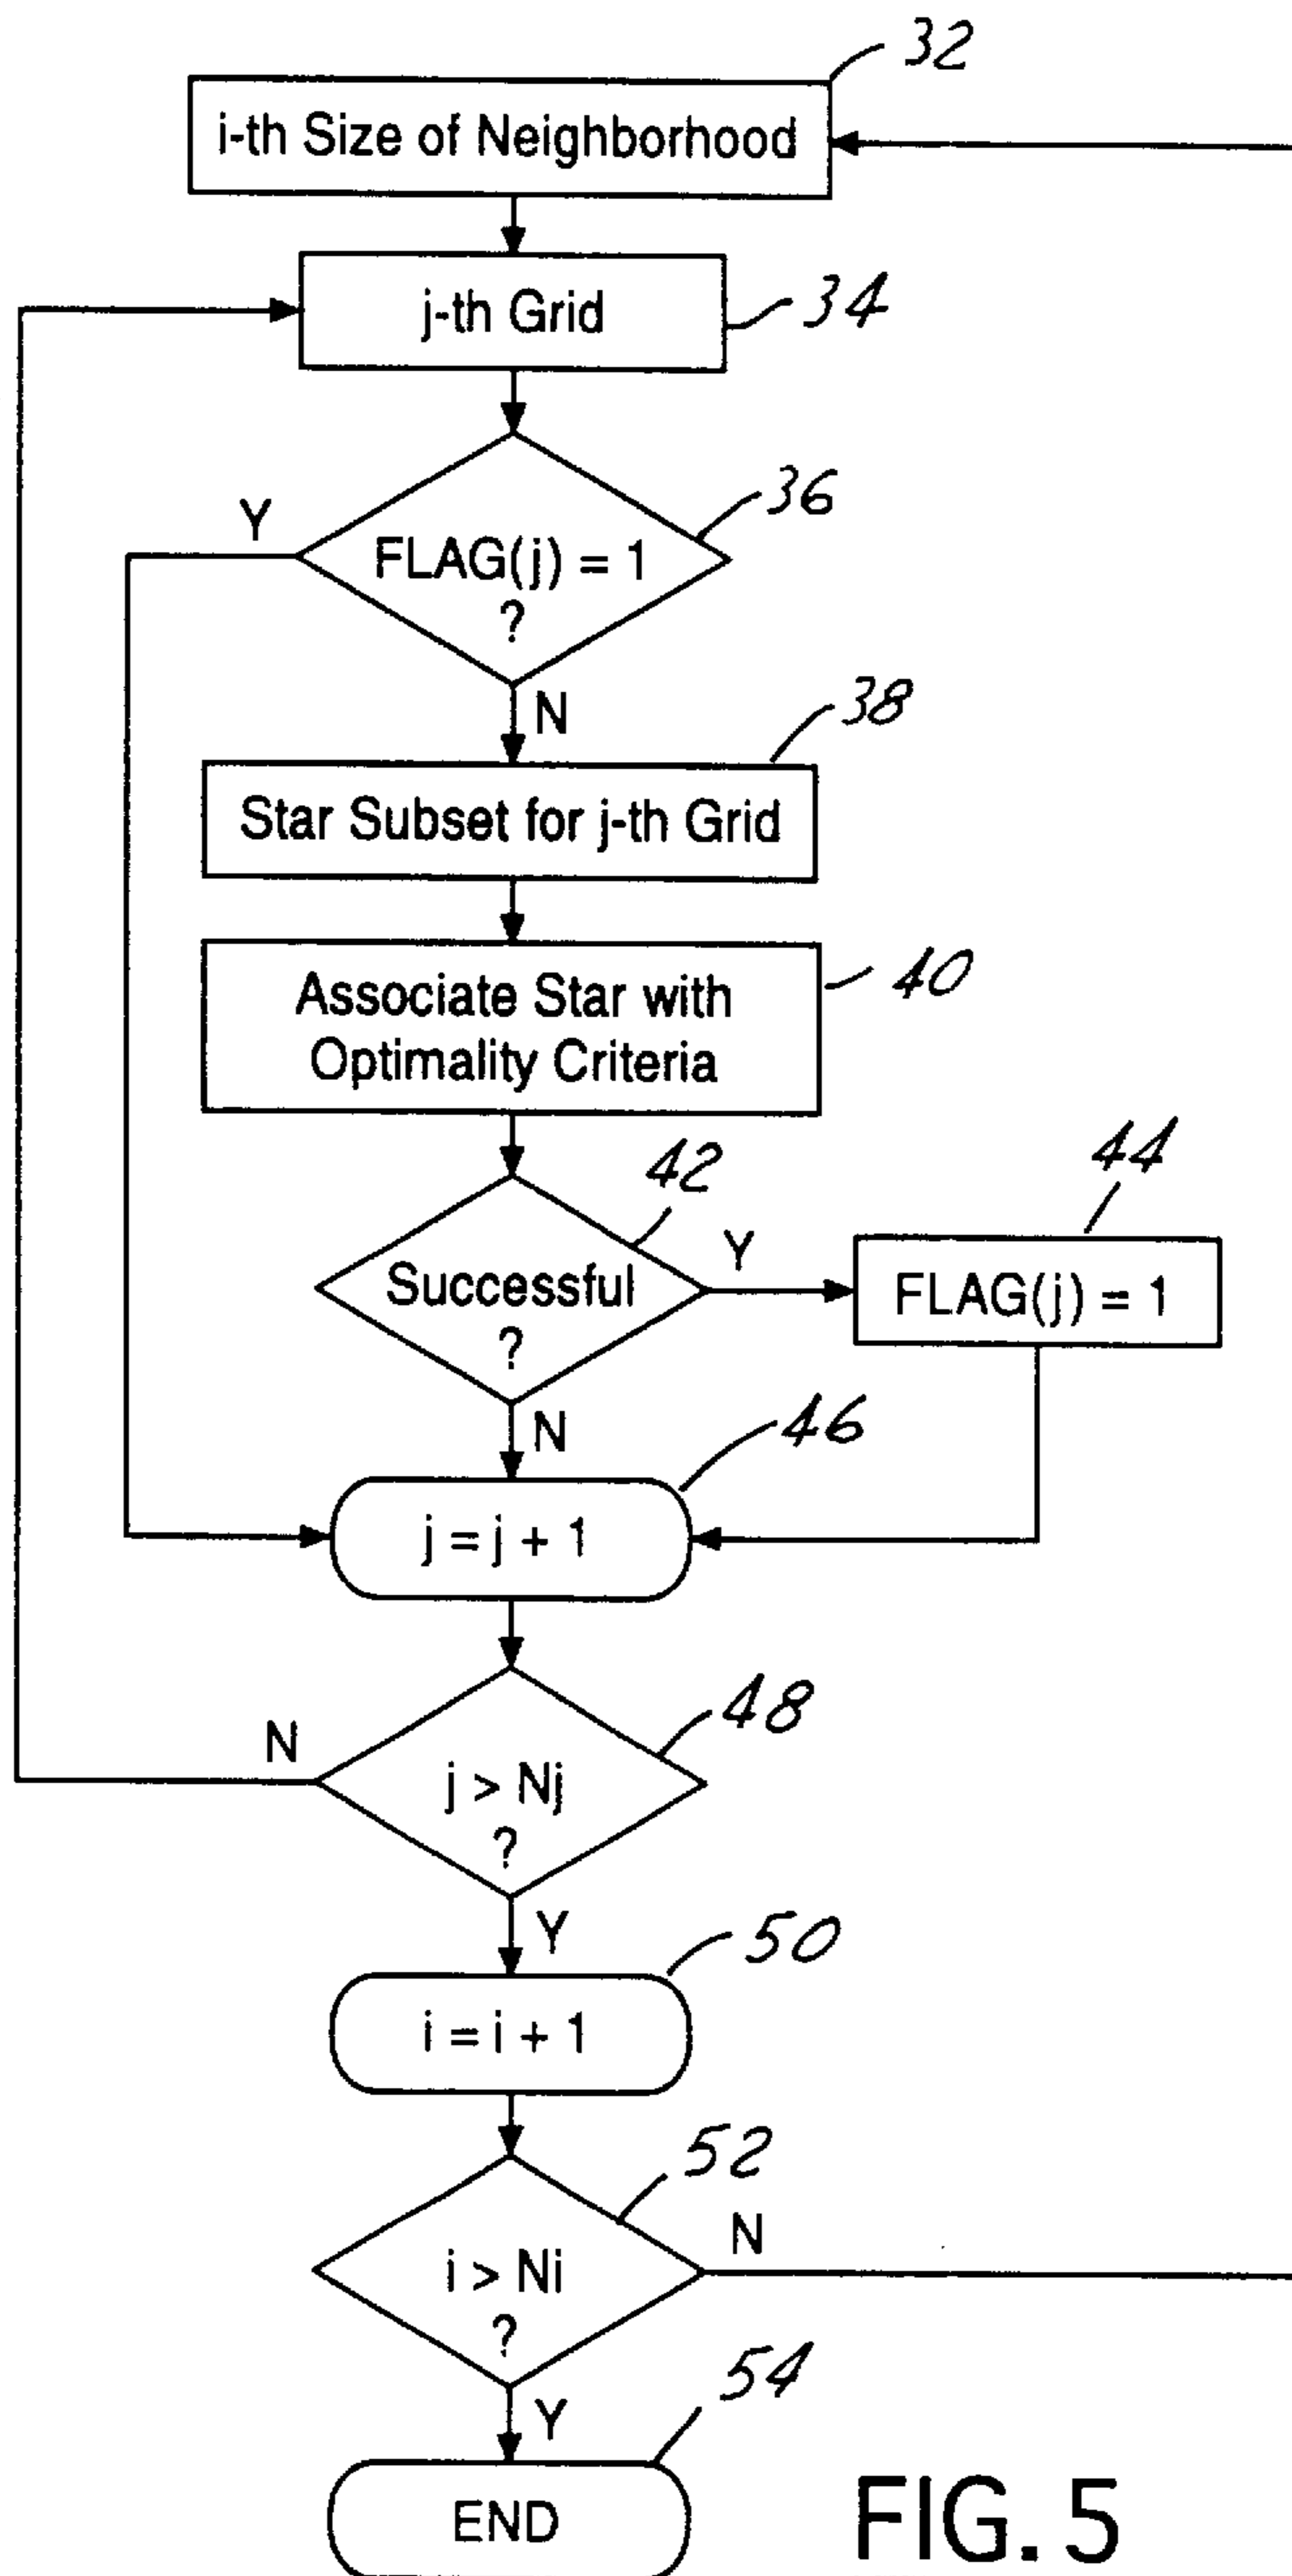 32
i-th Size of Neighborhood
j-th Grid
34
36
Y
FLAG(j) = 1
?
N
38
Star Subset for j-th Grid
40
Associate Star with
Optimality Criteria
42
44
Y
Successful
?
FLAG(j) = 1
N
46
j = j + 1
48
N
j > Nj
?
Y
50
i = i + 1
52
N
i > Ni
?
54
Y
END
FIG. 5